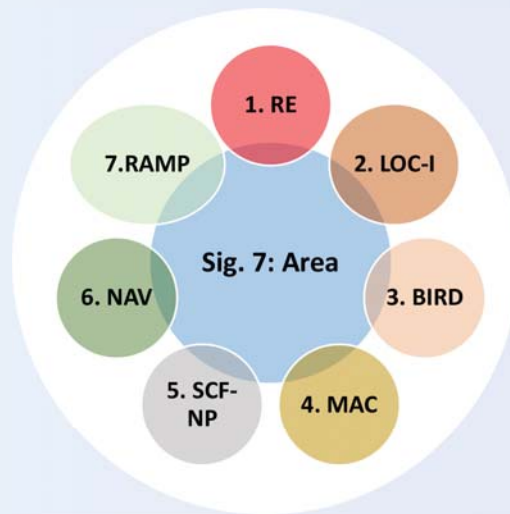 1. RE
2. LOC-I
3. BIRD
4. MAC
5. SCF-
NP
6. NAV
7.RAMP
Sig. 7: Area